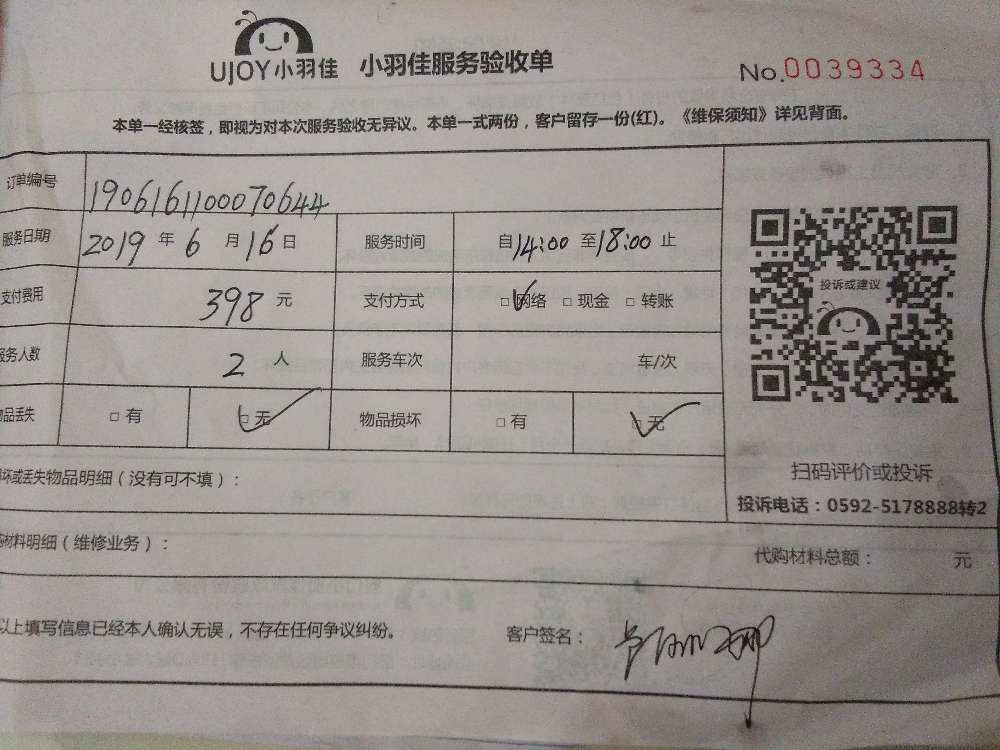 UJOY小羽佳 小羽佳服务验收单 No.0039334
本单一经核签，即视为对本次服务验收无异议。本单一式两份，客户留存一份(红)。《维保须知》详见背面。
订单编号 1906161100070644
服务日期 2019 年 6 月 16 日 服务时间 自14:00 至18:00 止
支付费用 398 元 支付方式 □网络 □现金 □转账
投诉或建议
服务人数 2 人 服务车次 车/次
物品丢失 □有 □无 物品损坏 □有 □无
扫码评价或投诉
坏或丢失物品明细（没有可不填）：
投诉电话：0592-5178888转2
材料明细（维修业务）：
代购材料总额： 元
以上填写信息已经本人确认无误，不存在任何争议纠纷。 客户签名：